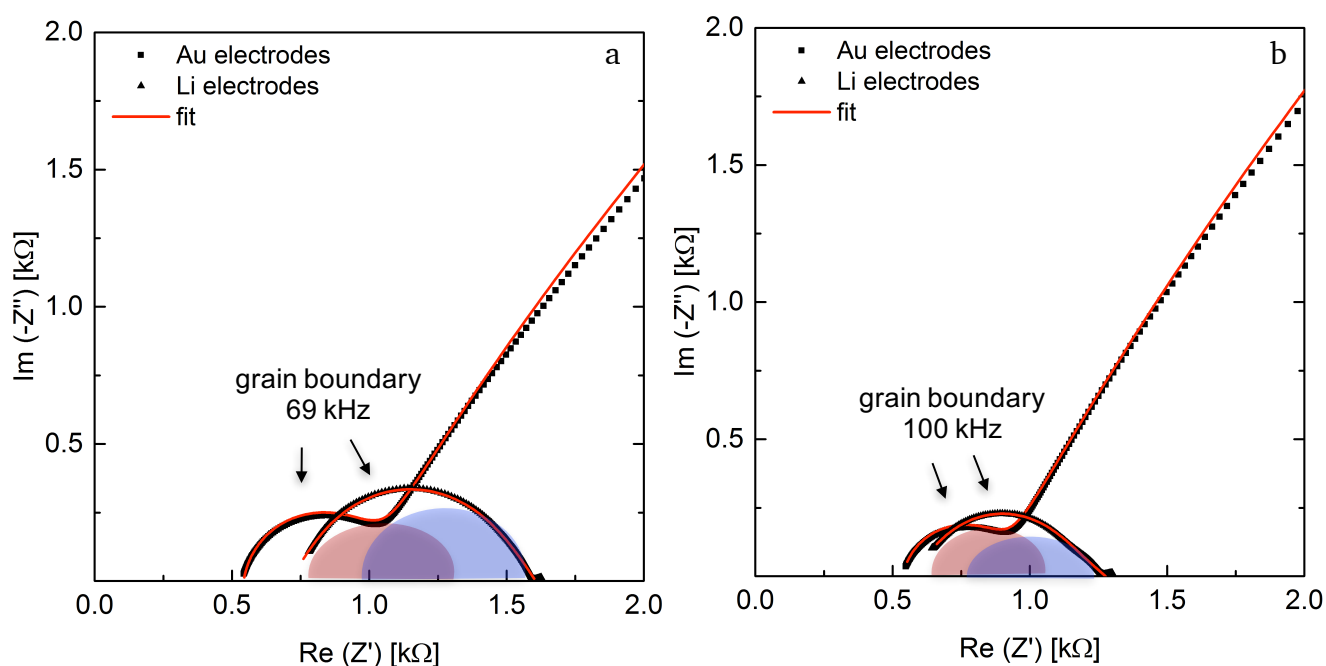 a
Au electrodes
Li electrodes
fit
grain boundary
69 kHz
2.0
1.5
1.0
0.5
0.0 0.5 1.0 1.5 2.0
Im (-Z'') [kΩ]
Re (Z') [kΩ]
b
Au electrodes
Li electrodes
fit
grain boundary
100 kHz
2.0
1.5
1.0
0.5
0.0 0.5 1.0 1.5 2.0
Im (-Z'') [kΩ]
Re (Z') [kΩ]